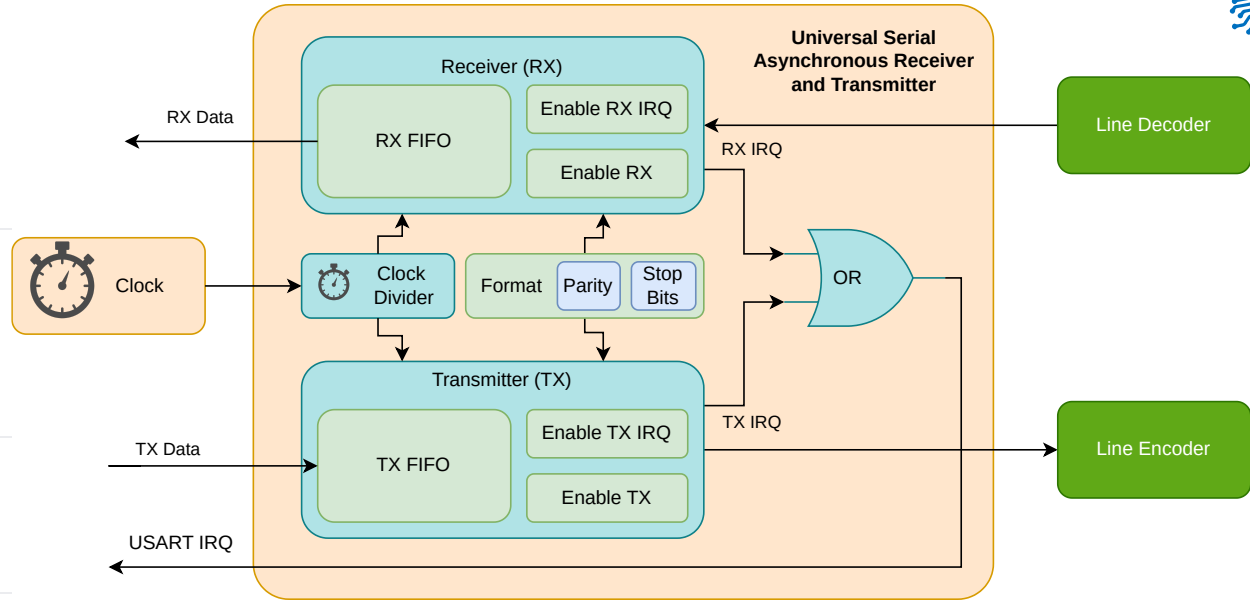 Universal Serial
Asynchronous Receiver
and Transmitter
Receiver (RX)
RX Data
RX FIFO
Enable RX IRQ
Enable RX
Line Decoder
RX IRQ
Clock
Clock
Divider
Format
Parity
Stop
Bits
OR
Transmitter (TX)
TX Data
TX FIFO
Enable TX IRQ
Enable TX
TX IRQ
Line Encoder
USART IRQ